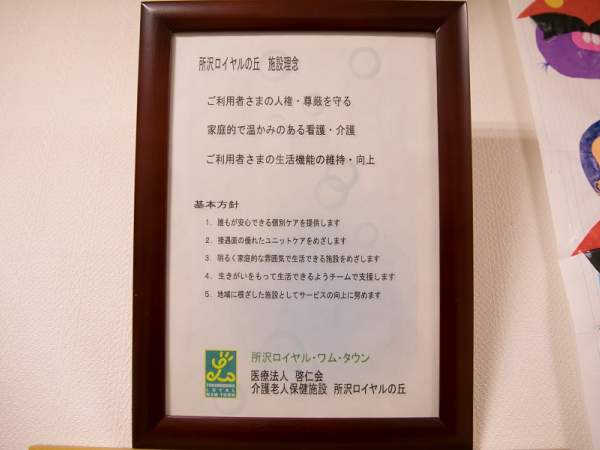 所沢ロイヤルの丘 施設理念
ご利用者さまの人権・尊厳を守る
家庭的で温かみのある看護・介護
ご利用者さまの生活機能の維持・向上
基本方針
1. 誰もが安心できる個別ケアを提供します
2. 接遇面の優れたユニットケアをめざします
3. 明るく家庭的な雰囲気で生活できる施設をめざします
4. 生きがいをもって生活できるようチームで支援します
5. 地域に根ざした施設としてサービスの向上に努めます
TOKOROZAWA
ROYAL
WAM TOWN
所沢ロイヤル・ワム・タウン
医療法人 啓仁会
介護老人保健施設 所沢ロイヤルの丘